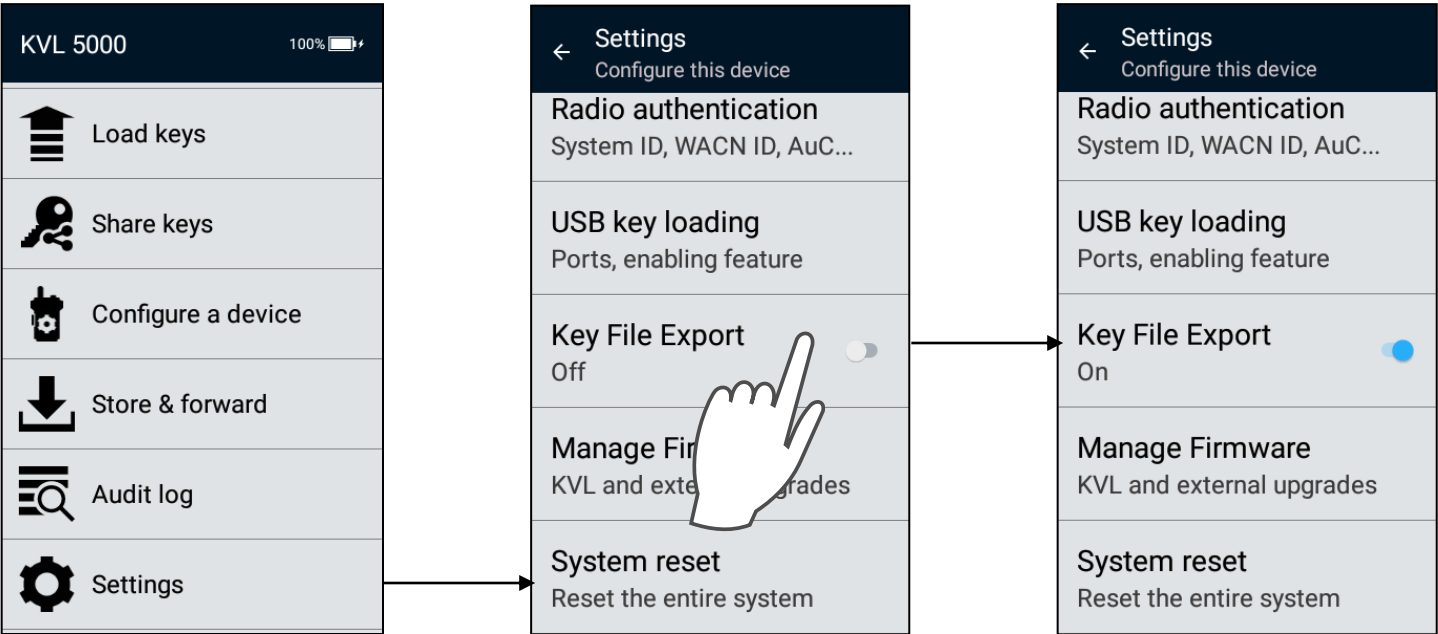 KVL 5000
100%
Load keys
Share keys
Configure a device
Store & forward
Audit log
Settings
Settings
Configure this device
Radio authentication
System ID, WACN ID, AuC...
USB key loading
Ports, enabling feature
Key File Export
Off
Manage Fir
KVL and exte grades
System reset
Reset the entire system
Settings
Configure this device
Radio authentication
System ID, WACN ID, AuC...
USB key loading
Ports, enabling feature
Key File Export
On
Manage Firmware
KVL and external upgrades
System reset
Reset the entire system